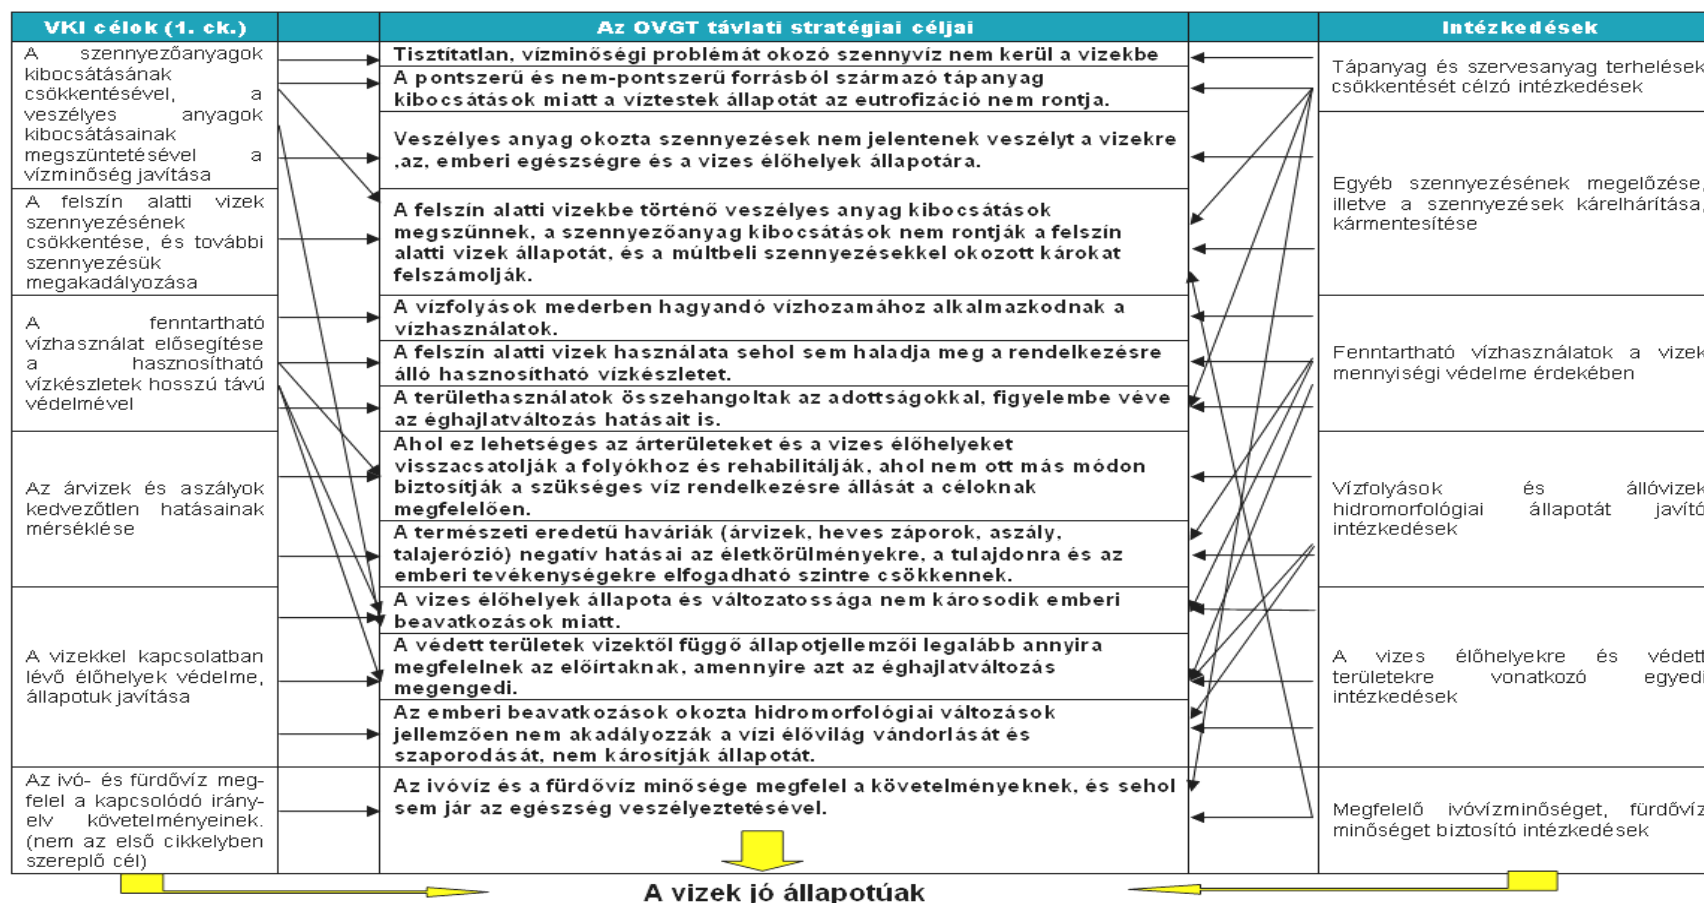 VKI célok (1. ck.)
Az OVGT távlati stratégiai céljai
Intézkedések
A szennyezőanyagok
kibocsátásának
csökkentésével, a
veszélyes anyagok
kibocsátásainak
megszüntetésével a
vízminőség javítása
A felszín alatti vizek
szennyezésének
csökkentése, és további
szennyezésük
megakadályozása
A fenntartható
vízhasználat elősegítése
a hasznosítható
vízkészletek hosszú távú
védelmével
Az árvizek és aszályok
kedvezőtlen hatásainak
mérséklése
A vizekkel kapcsolatban
lévő élőhelyek védelme,
állapotuk javítása
Az ivó- és fürdővíz meg-
felel a kapcsolódó irány-
elv követelményeinek.
(nem az első cikkelyben
szereplő cél)
Tisztítatlan, vízminőségi problémát okozó szennyvíz nem kerül a vizekbe
A pontszerű és nem-pontszerű forrásból származó tápanyag
kibocsátások miatt a víztestek állapotát az eutrofizáció nem rontja.
Veszélyes anyag okozta szennyezések nem jelentenek veszélyt a vizekre
,az, emberi egészségre és a vizes élőhelyek állapotára.
A felszín alatti vizekbe történő veszélyes anyag kibocsátások
megszűnnek, a szennyezőanyag kibocsátások nem rontják a felszín
alatti vizek állapotát, és a múltbeli szennyezésekkel okozott károkat
felszámolják.
A vízfolyások mederben hagyandó vízhozamához alkalmazkodnak a
vízhasználatok.
A felszín alatti vizek használata sehol sem haladja meg a rendelkezésre
álló hasznosítható vízkészletet.
A területhasználatok összehangoltak az adottságokkal, figyelembe véve
az éghajlatváltozás hatásait is.
Ahol ez lehetséges az árterületeket és a vizes élőhelyeket
visszacsatolják a folyókhoz és rehabilitálják, ahol nem ott más módon
biztosítják a szükséges víz rendelkezésre állását a céloknak
megfelelően.
A természeti eredetű haváriák (árvizek, heves záporok, aszály,
talajerózió) negatív hatásai az életkörülményekre, a tulajdonra és az
emberi tevékenységekre elfogadható szintre csökkennek.
A vizes élőhelyek állapota és változatossága nem károsodik emberi
beavatkozások miatt.
A védett területek vizektől függő állapotjellemzői legalább annyira
megfelelnek az előírtaknak, amennyire azt az éghajlatváltozás
megengedi.
Az emberi beavatkozások okozta hidromorfológiai változások
jellemzően nem akadályozzák a vízi élővilág vándorlását és
szaporodását, nem károsítják állapotát.
Az ivóvíz és a fürdővíz minősége megfelel a követelményeknek, és sehol
sem jár az egészség veszélyeztetésével.
Tápanyag és szervesanyag terhelések
csökkentését célzó intézkedések
Egyéb szennyezésének megelőzése,
illetve a szennyezések kárelhárítása,
kármentesítése
Fenntartható vízhasználatok a vizek
mennyiségi védelme érdekében
Vízfolyások és állóvizek
hidromorfológiai állapotát javító
intézkedések
A vizes élőhelyekre és védett
területekre vonatkozó egyedi
intézkedések
Megfelelő ivóvízminőséget, fürdővíz
minőséget biztosító intézkedések
A vizek jó állapotúak